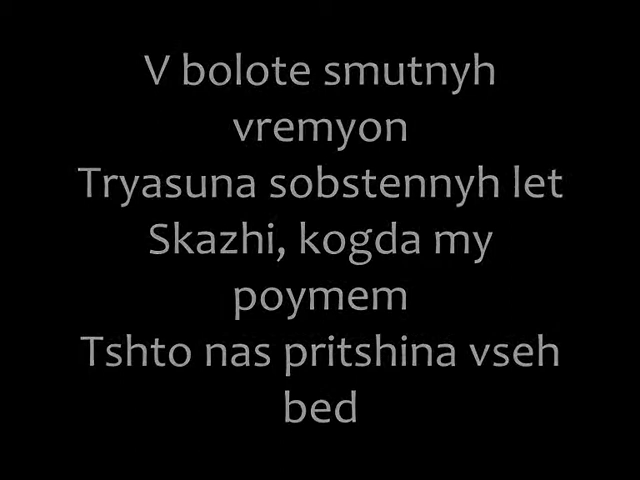 V bolote smutnyh
vremyon
Tryasuna sobstennyh let
Skazhi, kogda my
poymem
Tshto nas pritshina vseh
bed